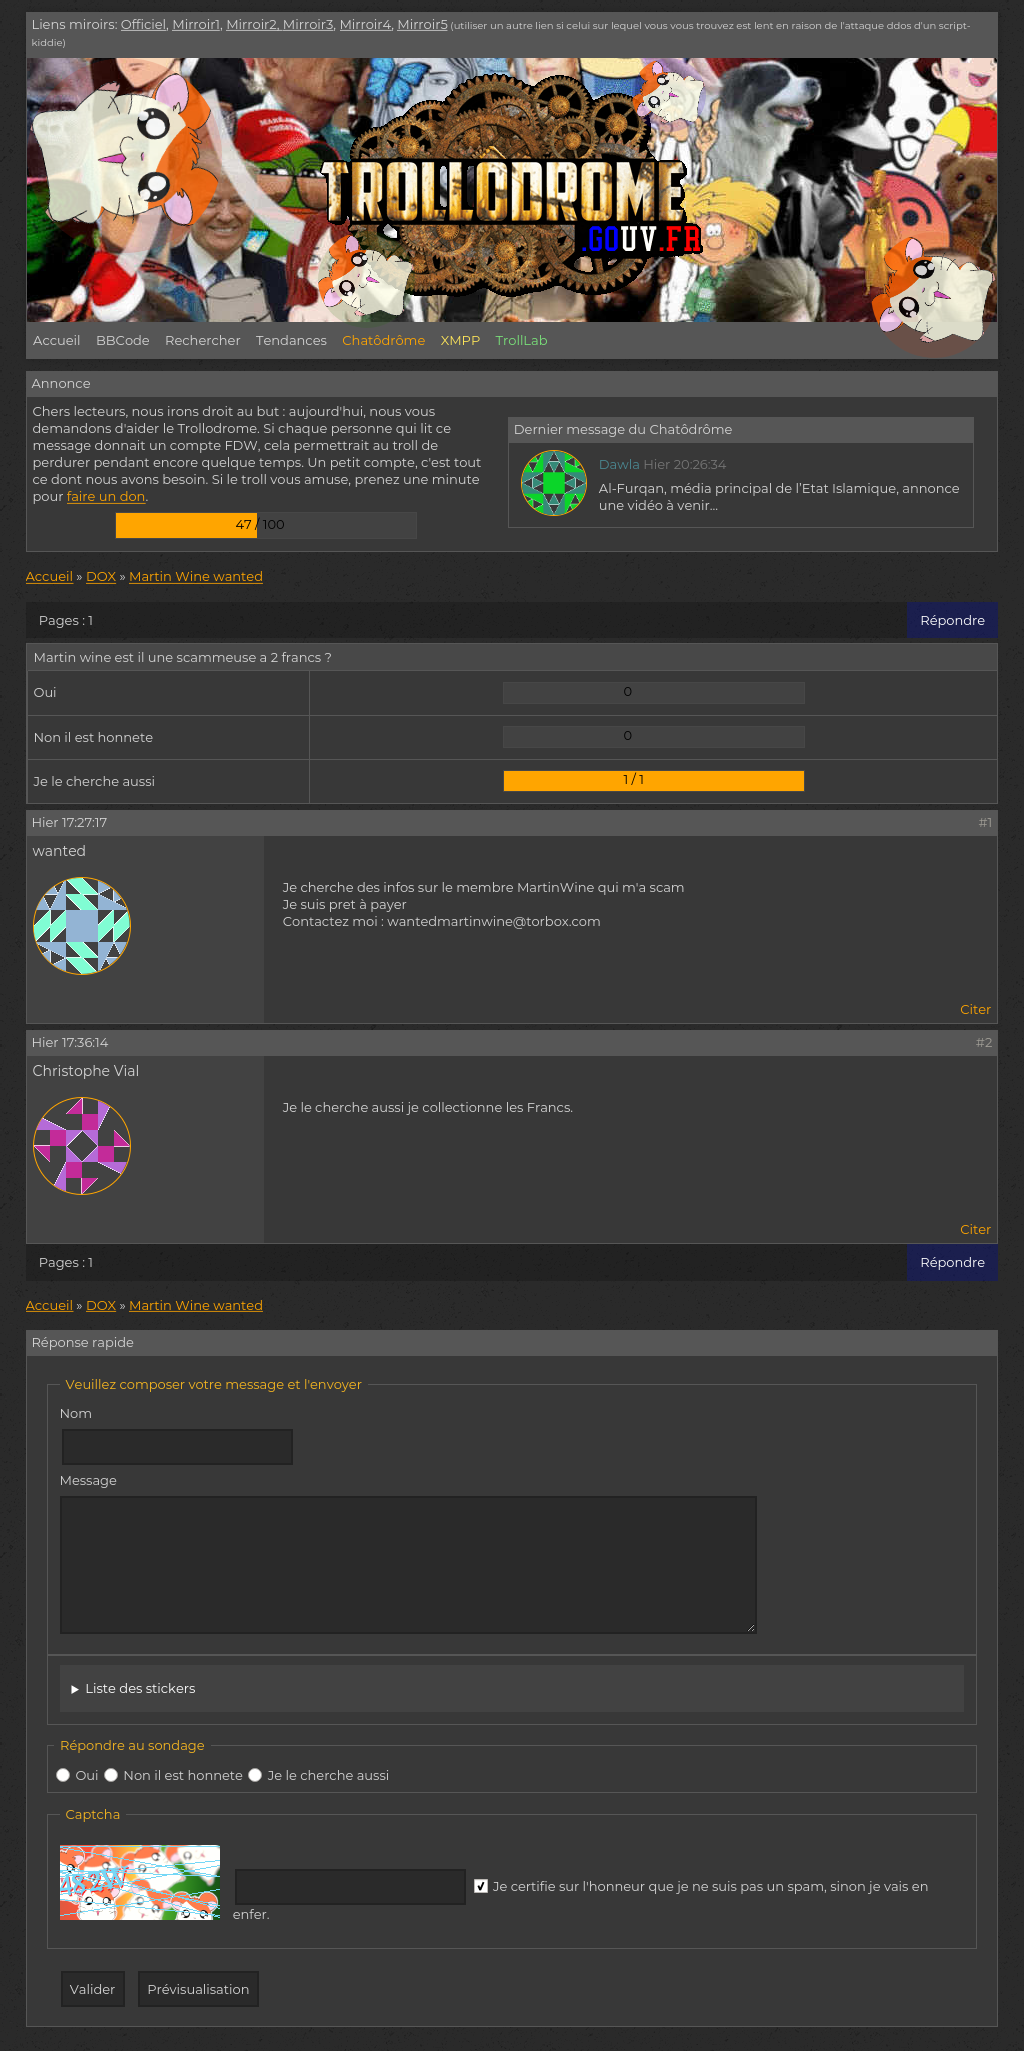 Liens miroirs: Officiel, Mirroir1, Mirroir2, Mirroir3, Mirroir4, Mirroir5 (utiliser un autre lien si celui sur lequel vous vous trouvez est lent en raison de l'attaque ddos d'un script-
kiddie)
TROLLODROME
.GOUV.FR
Accueil BBCode Rechercher Tendances Chatôdrôme XMPP TrollLab
Annonce
Chers lecteurs, nous irons droit au but : aujourd'hui, nous vous
demandons d'aider le Trollodrome. Si chaque personne qui lit ce
message donnait un compte FDW, cela permettrait au troll de
perdurer pendant encore quelque temps. Un petit compte, c'est tout
ce dont nous avons besoin. Si le troll vous amuse, prenez une minute
pour faire un don.
47 / 100
Dernier message du Chatôdrôme
Dawla Hier 20:26:34
Al-Furqan, média principal de l'Etat Islamique, annonce
une vidéo à venir...
Accueil » DOX » Martin Wine wanted
Pages : 1
Répondre
Martin wine est il une scammeuse a 2 francs ?
Oui 0
Non il est honnete 0
Je le cherche aussi 1 / 1
Hier 17:27:17 #1
wanted
Je cherche des infos sur le membre MartinWine qui m'a scam
Je suis pret à payer
Contactez moi : wantedmartinwine@torbox.com
Citer
Hier 17:36:14 #2
Christophe Vial
Je le cherche aussi je collectionne les Francs.
Citer
Pages : 1
Répondre
Accueil » DOX » Martin Wine wanted
Réponse rapide
Veuillez composer votre message et l'envoyer
Nom
Message
Liste des stickers
Répondre au sondage
Oui Non il est honnete Je le cherche aussi
Captcha
Je certifie sur l'honneur que je ne suis pas un spam, sinon je vais en
enfer.
Valider Prévisualisation